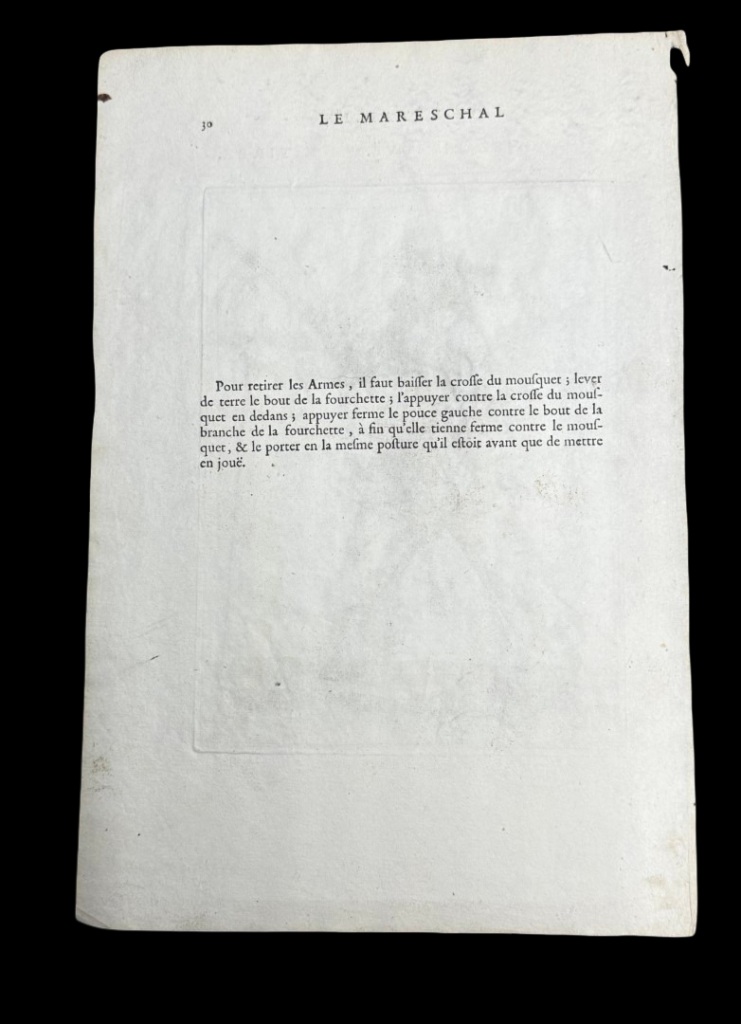 30
LE MARESCHAL
Pour retirer les Armes, il faut baiſſer la croſſe du mouſquet ; lever
de terre le bout de la fourchette ; l'appuyer contre la croſſe du mouſ-
quet en dedans ; appuyer ferme le pouce gauche contre le bout de la
branche de la fourchette , à fin qu'elle tienne ferme contre le mouſ-
quet, & le porter en la meſme poſture qu'il eſtoit avant que de mettre
en jouë.